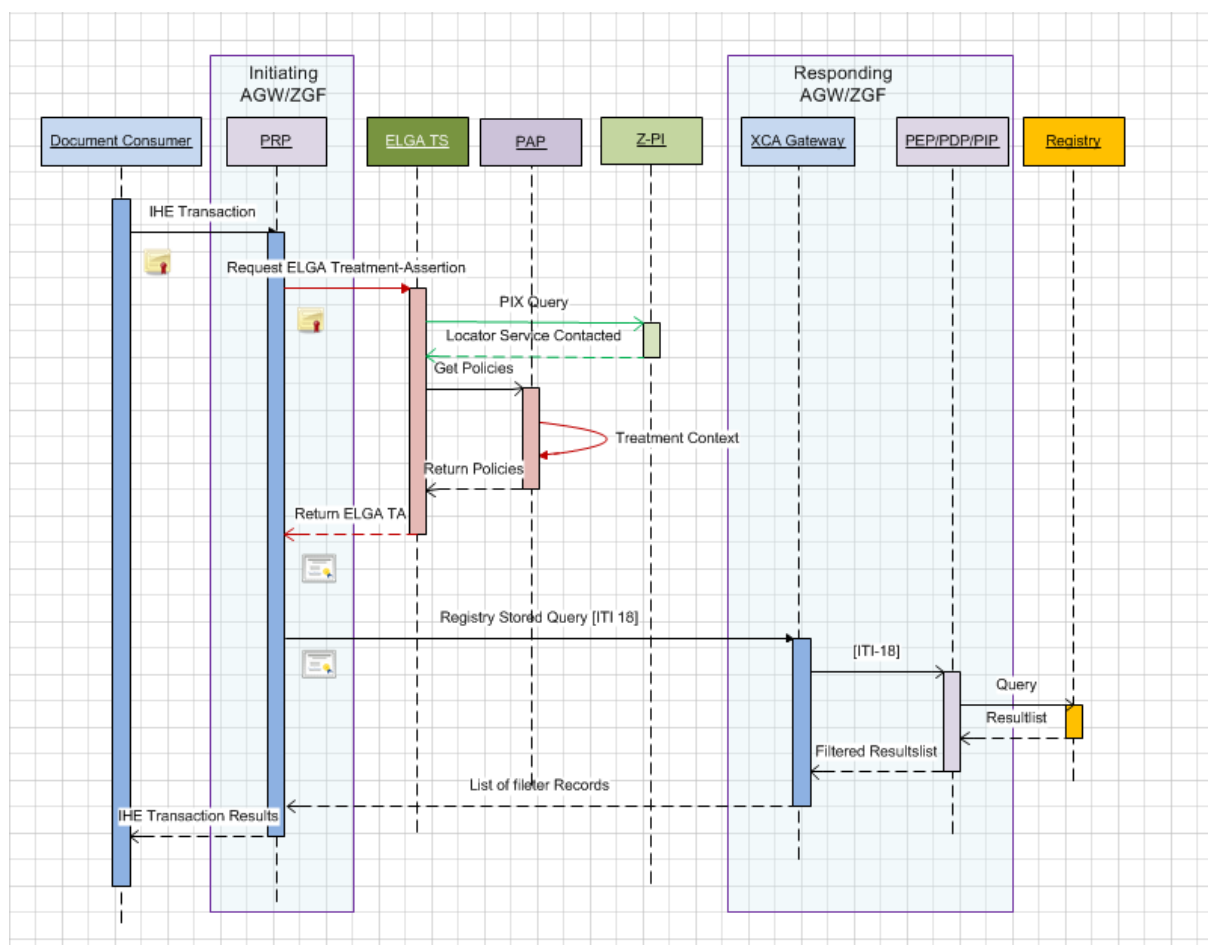 Initiating
AGW/ZGF
Responding
AGW/ZGF
Document Consumer
PRP
ELGA TS
PAP
Z-PI
XCA Gateway
PEP/PDP/PIP
Registry
IHE Transaction
Request ELGA Treatment-Assertion
PIX Query
Locator Service Contacted
Get Policies
Treatment Context
Return Policies
Return ELGA TA
Registry Stored Query [ITI 18]
[ITI-18]
Query
Resultlist
Filtered Resultslist
List of fileter Records
IHE Transaction Results